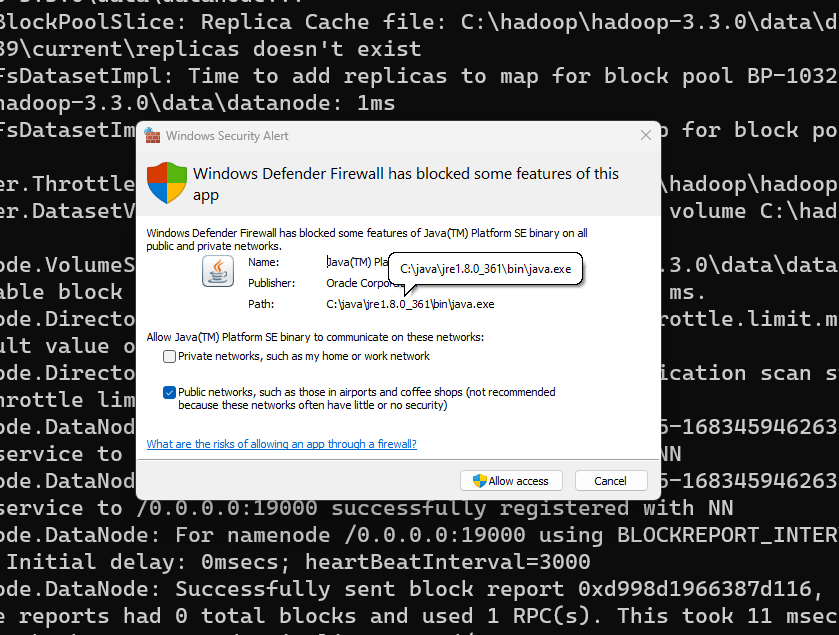 BlockPoolSlice: Replica Cache file: C:\hadoop\hadoop-3.3.0\data\d
39\current\replicas doesn't exist
FsDatasetImpl: Time to add replicas to map for block pool BP-1032
hadoop-3.3.0\data\datanode: 1ms
FsDatasetIm
p for block po
Windows Security Alert
Windows Defender Firewall has blocked some features of this
app
er.Throttle
\hadoop\hadoop
er.DatasetV
volume C:\had
Windows Defender Firewall has blocked some features of Java(TM) Platform SE binary on all
public and private networks.
Name: Java(TM) Pla
C:\java\jre1.8.0_361\bin\java.exe
Publisher: Oracle Corpora
Path: C:\java\jre1.8.0_361\bin\java.exe
ode.VolumeS
.3.0\data\data
able block
ms.
ode.Directo
rottle.limit.m
Allow Java(TM) Platform SE binary to communicate on these networks:
ult value o
Private networks, such as my home or work network
ode.Directo
ication scan s
Public networks, such as those in airports and coffee shops (not recommended
because these networks often have little or no security)
hrottle lim
ode.DataNod
5-168345946263
What are the risks of allowing an app through a firewall?
service to
NN
Allow access
Cancel
ode.DataNod
5-168345946263
service to /0.0.0.0:19000 successfully registered with NN
ode.DataNode: For namenode /0.0.0.0:19000 using BLOCKREPORT_INTER
Initial delay: 0msecs; heartBeatInterval=3000
ode.DataNode: Successfully sent block report 0xd998d1966387d116,
e reports had 0 total blocks and used 1 RPC(s). This took 11 msec